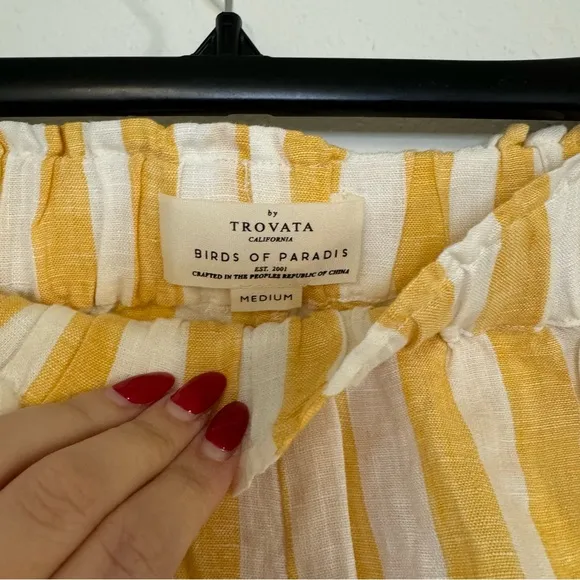 by
TROVATA
CALIFORNIA
BIRDS OF PARADIS
EST. 2001
CRAFTED IN THE PEOPLES REPUBLIC OF CHINA
MEDIUM